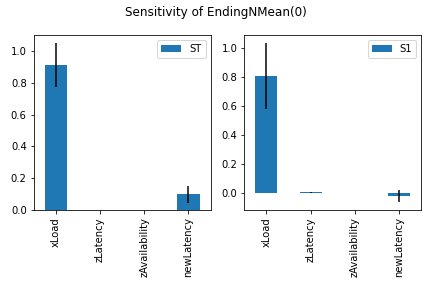 Sensitivity of EndingNMean(0)
ST
1.0
0.8
0.6
0.4
0.2
0.0
xLoad
zLatency
zAvailability
newLatency
S1
1.0
0.8
0.6
0.4
0.2
0.0
xLoad
zLatency
zAvailability
newLatency